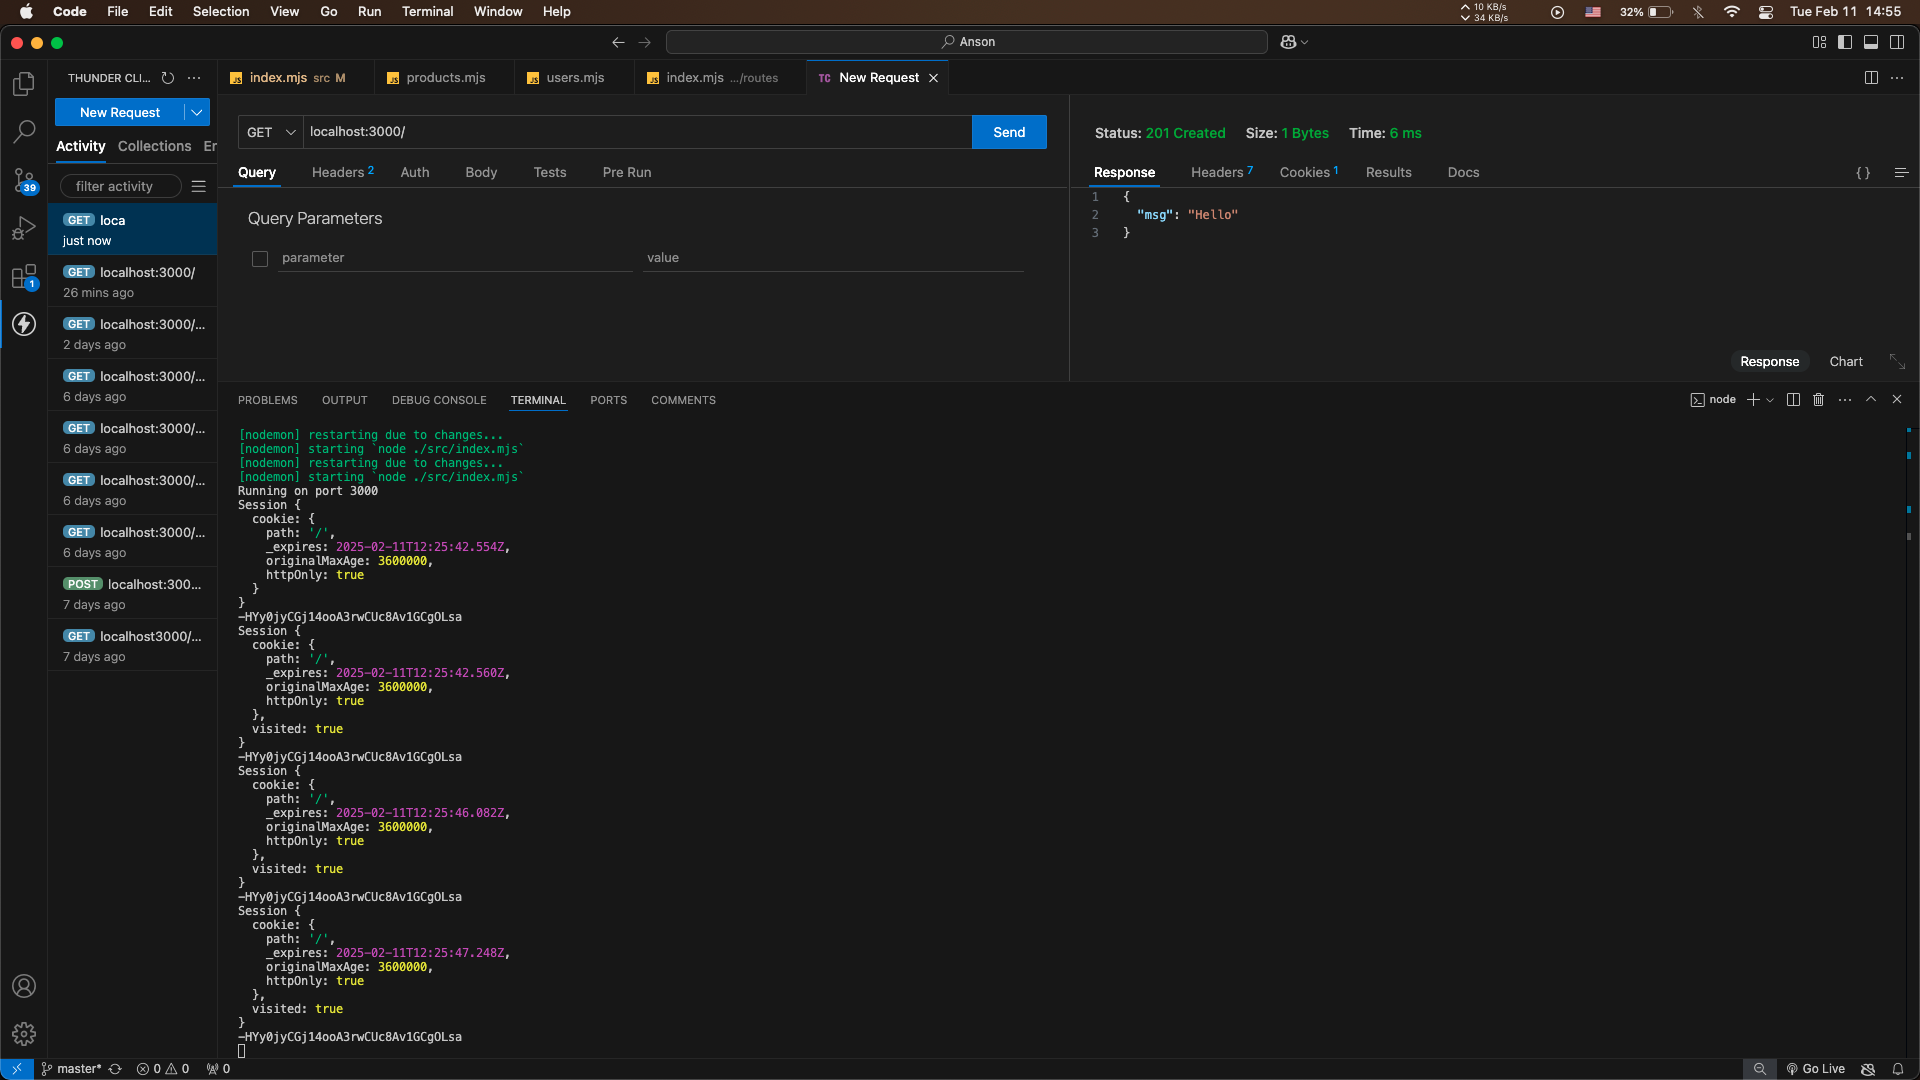 Code File Edit Selection View Go Run Terminal Window Help
10 KB/s
34 KB/s
32%
Tue Feb 11 14:55
Anson
THUNDER CLI...
index.mjs src M
products.mjs
users.mjs
index.mjs .../routes
TC New Request
New Request
Activity Collections En
filter activity
GET loca
just now
GET localhost:3000/
26 mins ago
GET localhost:3000/...
2 days ago
GET localhost:3000/...
6 days ago
GET localhost:3000/...
6 days ago
GET localhost:3000/...
6 days ago
GET localhost:3000/...
6 days ago
POST localhost:300...
7 days ago
GET localhost3000/...
7 days ago
39
1
GET localhost:3000/ Send
Query Headers 2 Auth Body Tests Pre Run
Query Parameters
parameter value
Status: 201 Created Size: 1 Bytes Time: 6 ms
Response Headers 7 Cookies 1 Results Docs
{}
1 {
2 "msg": "Hello"
3 }
Response Chart
PROBLEMS OUTPUT DEBUG CONSOLE TERMINAL PORTS COMMENTS
node
[nodemon] restarting due to changes...
[nodemon] starting `node ./src/index.mjs`
[nodemon] restarting due to changes...
[nodemon] starting `node ./src/index.mjs`
Running on port 3000
Session {
cookie: {
path: '/',
_expires: 2025-02-11T12:25:42.554Z,
originalMaxAge: 3600000,
httpOnly: true
}
}
-HYy0jyCGj14ooA3rwCUc8Av1GCgOLsa
Session {
cookie: {
path: '/',
_expires: 2025-02-11T12:25:42.560Z,
originalMaxAge: 3600000,
httpOnly: true
},
visited: true
}
-HYy0jyCGj14ooA3rwCUc8Av1GCgOLsa
Session {
cookie: {
path: '/',
_expires: 2025-02-11T12:25:46.082Z,
originalMaxAge: 3600000,
httpOnly: true
},
visited: true
}
-HYy0jyCGj14ooA3rwCUc8Av1GCgOLsa
Session {
cookie: {
path: '/',
_expires: 2025-02-11T12:25:47.248Z,
originalMaxAge: 3600000,
httpOnly: true
},
visited: true
}
-HYy0jyCGj14ooA3rwCUc8Av1GCgOLsa
master* 0 0 0
Go Live